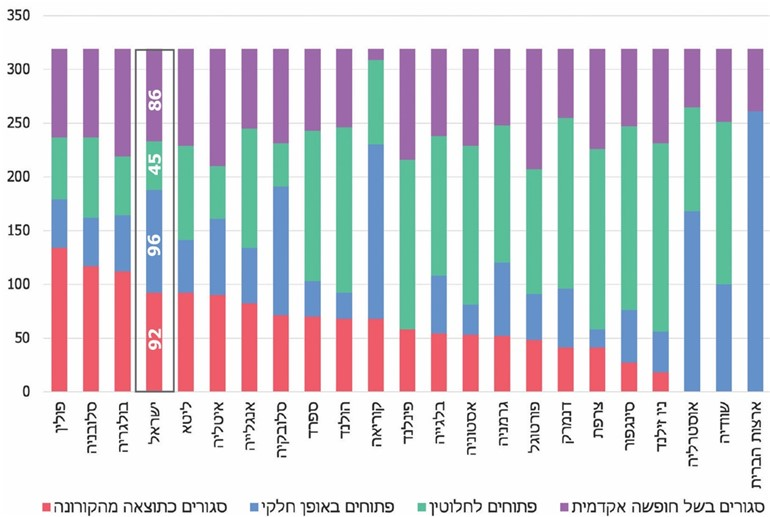 350
300
250
200
150
100
50
0
86
45
96
92
פולין
סלובניה
בולגריה
ישראל
ליטא
איטליה
אנגלייה
סלובקיה
ספרד
הולנד
קוריאה
פינלנד
בלגייה
אסטוניה
גרמניה
פורטוגל
דנמרק
צרפת
סינגפור
ניו זילנד
אוסטרליה
שוודיה
ארצות הברית
סגורים כתוצאה מהקורונה
פתוחים באופן חלקי
פתוחים לחלוטין
סגורים בשל חופשה אקדמית